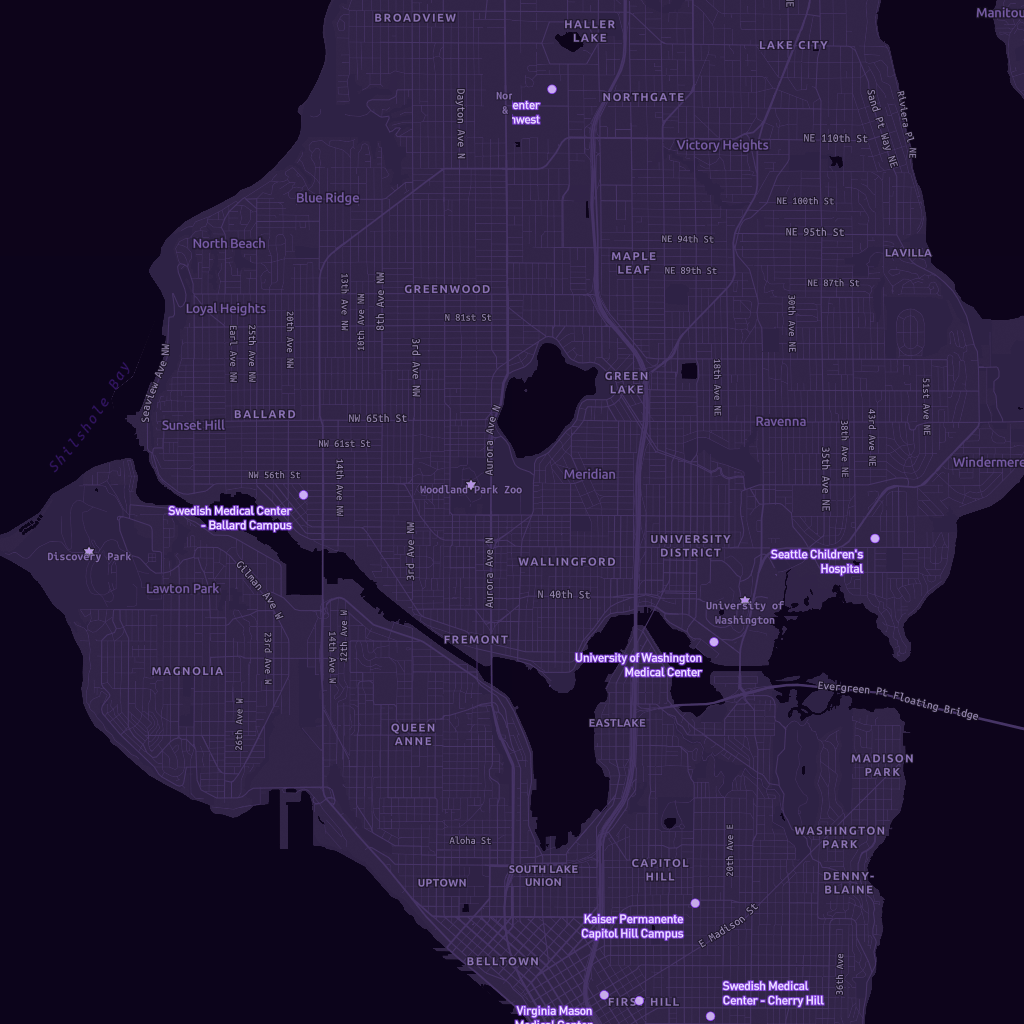 BROADVIEW
HALLER
LAKE
LAKE CITY
Manitou
NE
Dayton Ave N
Nor
&
enter
nwest
NORTHGATE
Sand Pt Way NE
Riviera Pl NE
NE 110th St
Victory Heights
Blue Ridge
NE 100th St
NE 95th St
North Beach
NE 94th St
LAVILLA
MAPLE
LEAF
NE 89th St
NE 87th St
GREENWOOD
13th Ave NW
10th Ave NW
8th Ave NW
Loyal Heights
Earl Ave NW
25th Ave NW
20th Ave NW
N 81st St
3rd Ave NW
30th Ave NE
Shilshole Bay
Seaview Ave NW
GREEN
LAKE
18th Ave NE
51st Ave NE
BALLARD
NW 65th St
Sunset Hill
NW 61st St
Aurora Ave N
Ravenna
43rd Ave NE
38th Ave NE
35th Ave NE
Windermere
NW 56th St
14th Ave NW
Woodland Park Zoo
Meridian
Swedish Medical Center
- Ballard Campus
3rd Ave NW
Aurora Ave N
UNIVERSITY
DISTRICT
Seattle Children's
Hospital
Discovery Park
WALLINGFORD
Lawton Park
Gilman Ave W
N 40th St
University of
Washington
12th Ave W
14th Ave W
23rd Ave W
FREMONT
University of Washington
Medical Center
MAGNOLIA
Evergreen Pt Floating Bridge
26th Ave W
QUEEN
ANNE
EASTLAKE
MADISON
PARK
Aloha St
28th Ave E
WASHINGTON
PARK
CAPITOL
HILL
SOUTH LAKE
UNION
UPTOWN
DENNY-
BLAINE
Kaiser Permanente
Capitol Hill Campus
E Madison St
BELLTOWN
36th Ave
Swedish Medical
Center - Cherry Hill
FIRST HILL
Virginia Mason
Medical Center